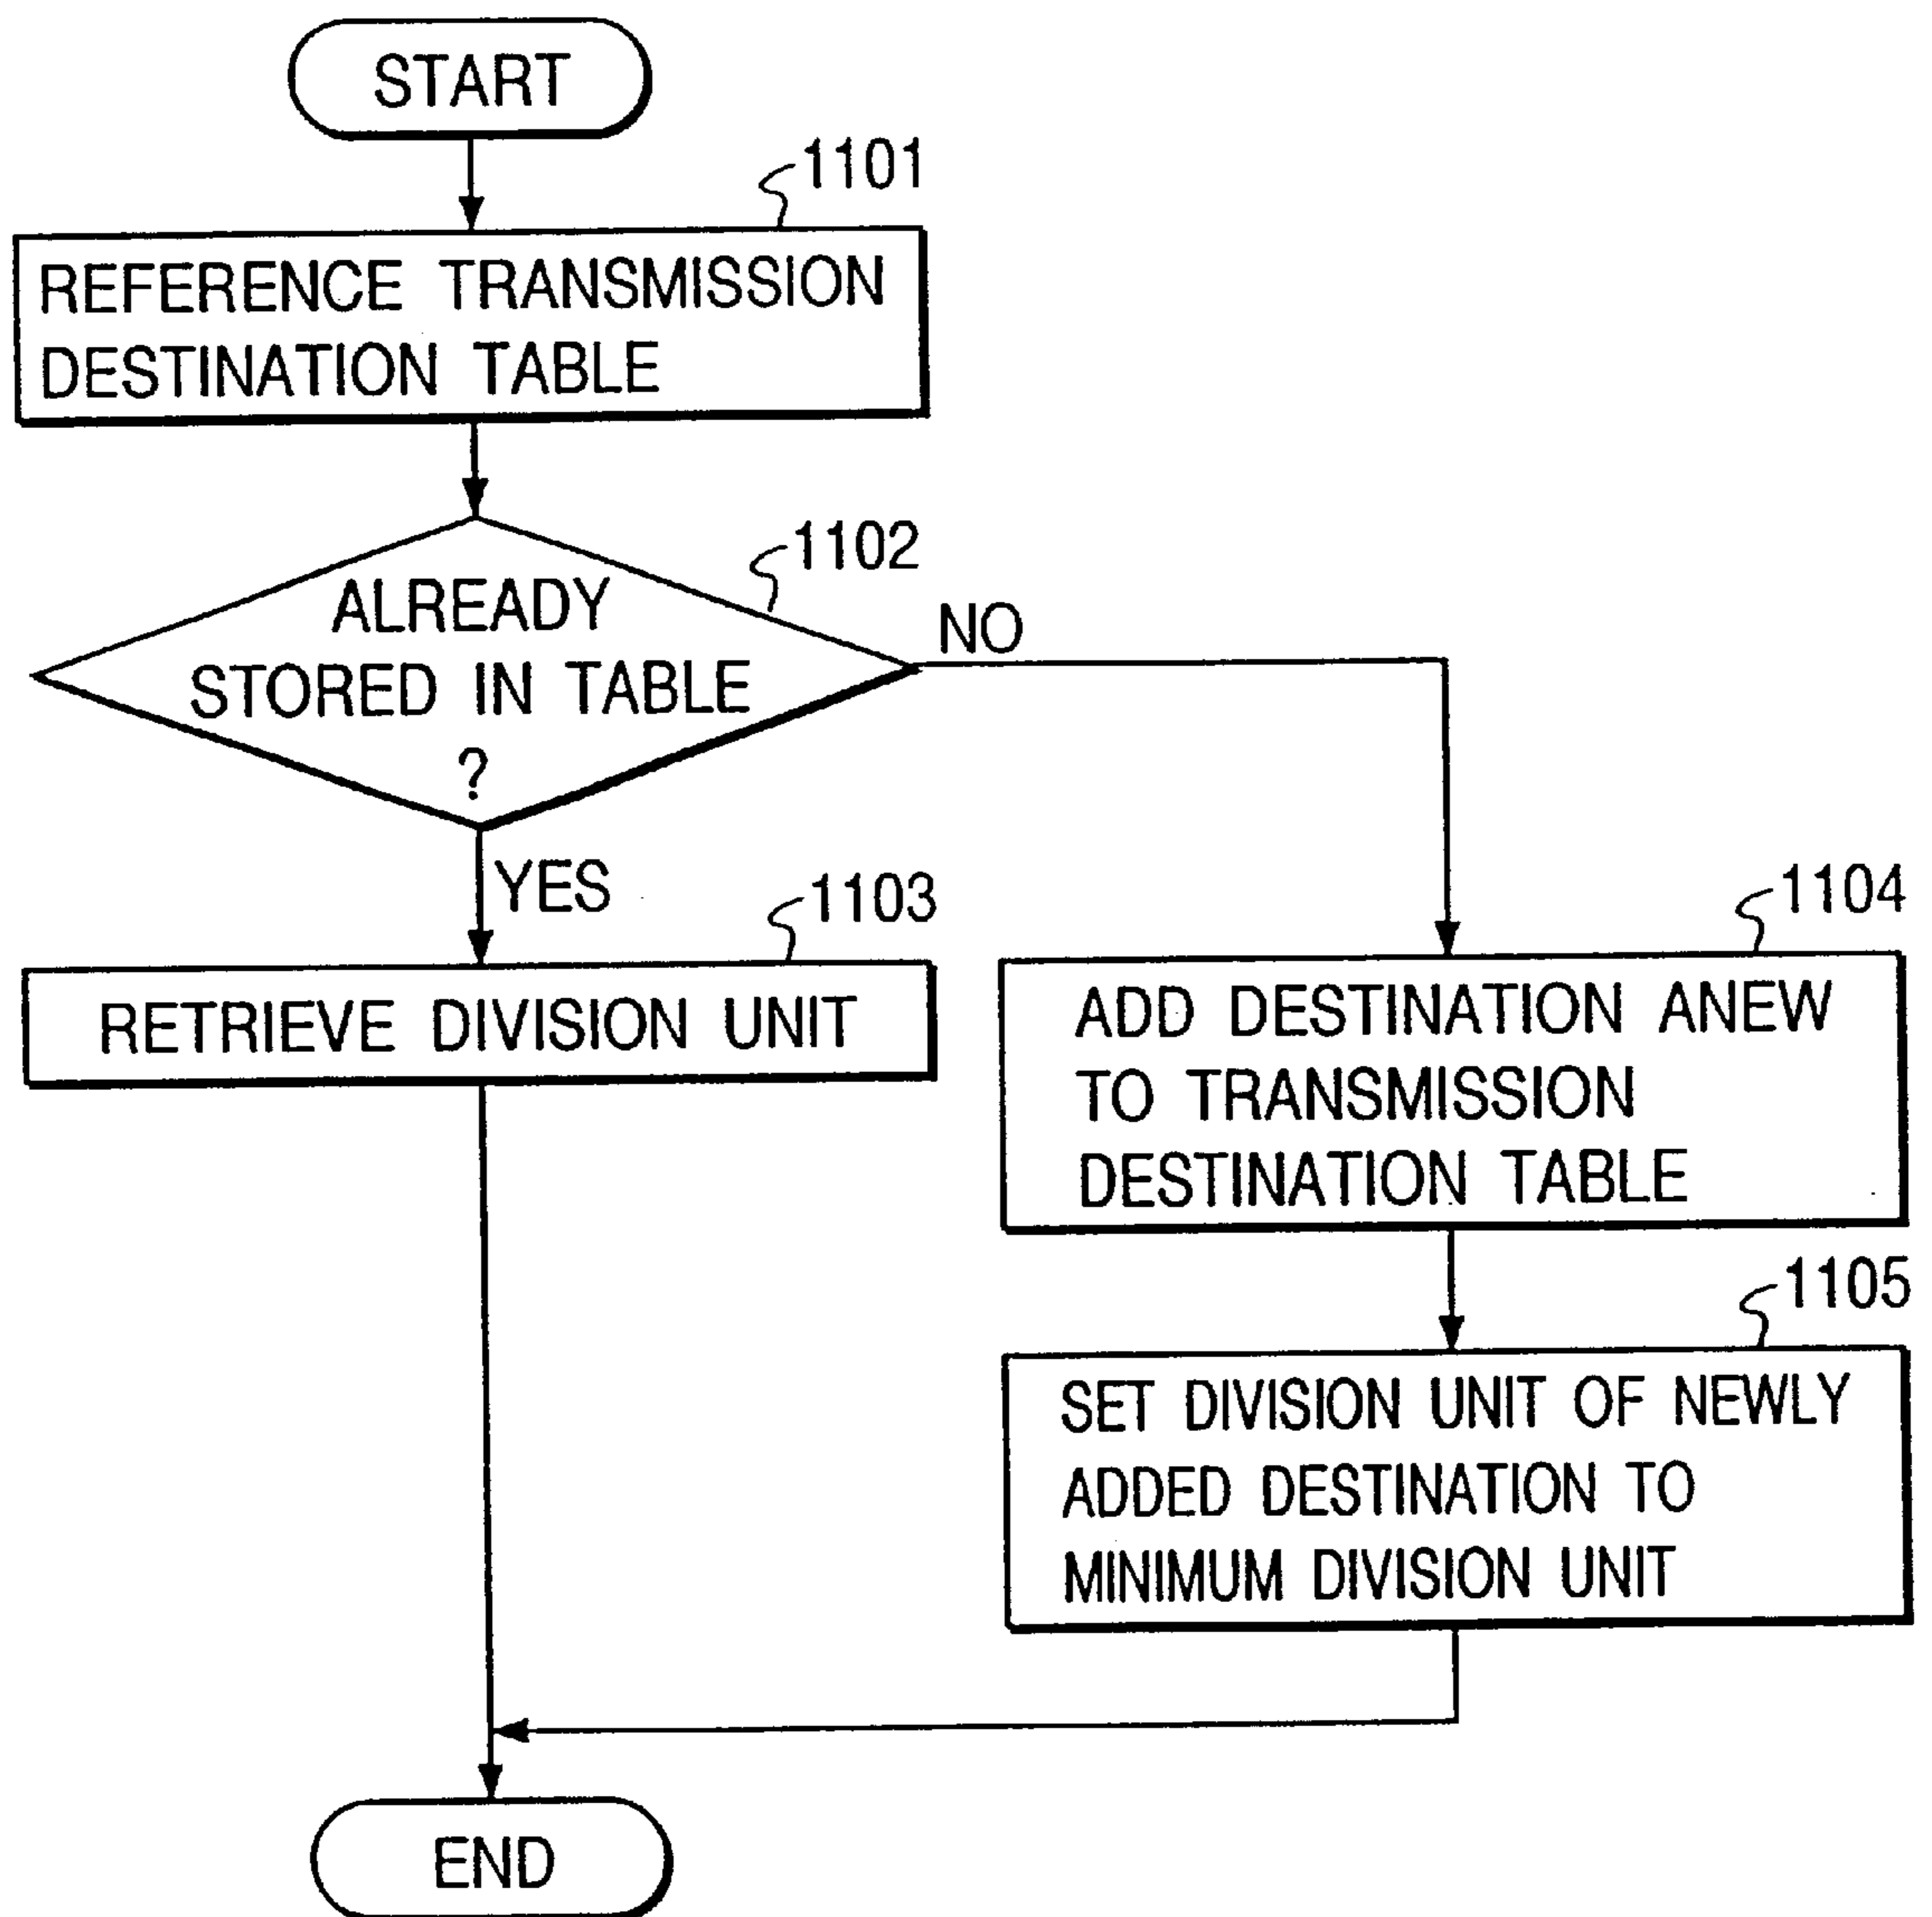 START
1101
REFERENCE TRANSMISSION
DESTINATION TABLE
1102
ALREADY
STORED IN TABLE
?
NO
YES
1103
RETRIEVE DIVISION UNIT
1104
ADD DESTINATION ANEW
TO TRANSMISSION
DESTINATION TABLE
1105
SET DIVISION UNIT OF NEWLY
ADDED DESTINATION TO
MINIMUM DIVISION UNIT
END